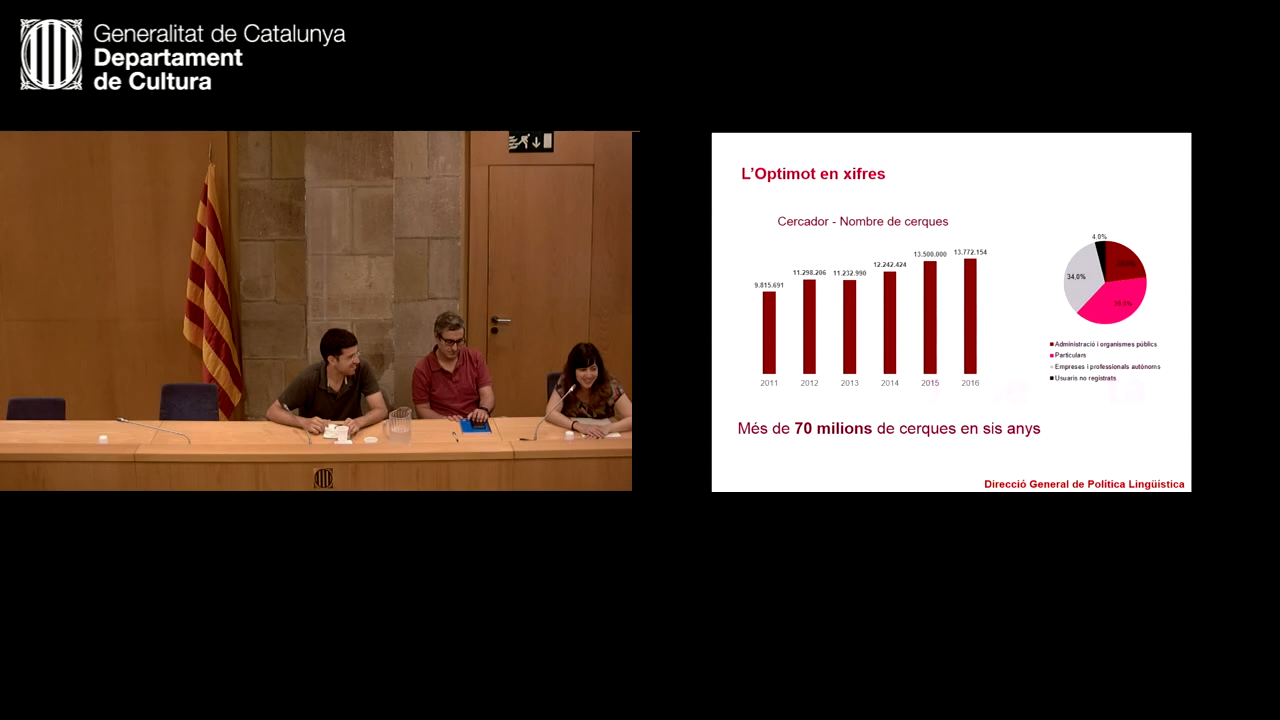 Generalitat de Catalunya
Departament
de Cultura
L'Optimot en xifres
Cercador - Nombre de cerques
9.815.691
11.298.206
11.232.990
12.242.424
13.500.000
13.772.154
2011
2012
2013
2014
2015
2016
4,0%
34,0%
Administració i organismes públics
Particulars
Empreses i professionals autònoms
Usuaris no registrats
Més de 70 milions de cerques en sis anys
Direcció General de Política Lingüística